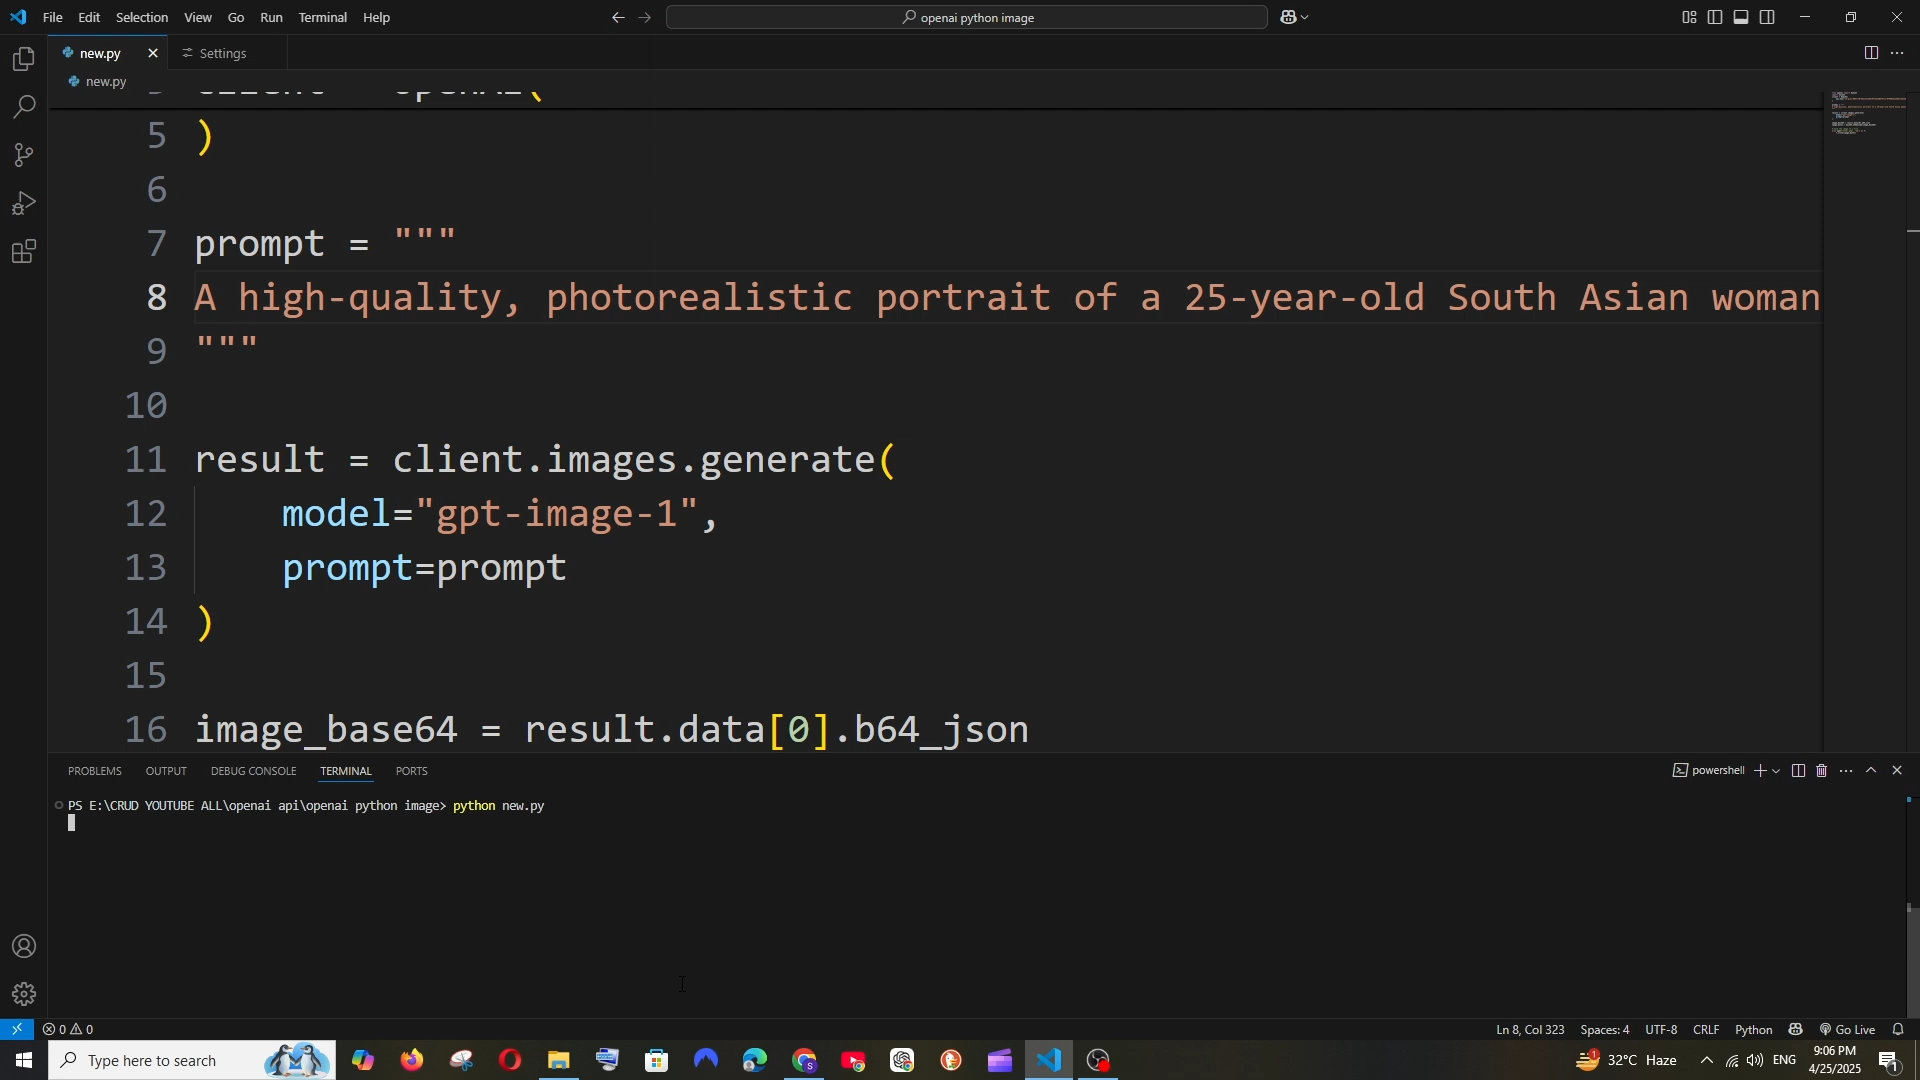 File Edit Selection View Go Run Terminal Help
openai python image
new.py
Settings
new.py
5 )
6
7 prompt = """
8 A high-quality, photorealistic portrait of a 25-year-old South Asian woman
9 """
10
11 result = client.images.generate(
12 model="gpt-image-1",
13 prompt=prompt
14 )
15
16 image_base64 = result.data[0].b64_json
PROBLEMS OUTPUT DEBUG CONSOLE TERMINAL PORTS
powershell
PS E:\CRUD YOUTUBE ALL\openai api\openai python image> python new.py
0 0
Ln 8, Col 323 Spaces: 4 UTF-8 CRLF Python Go Live
Type here to search
1
32°C Haze
ENG
9:06 PM
4/25/2025
1